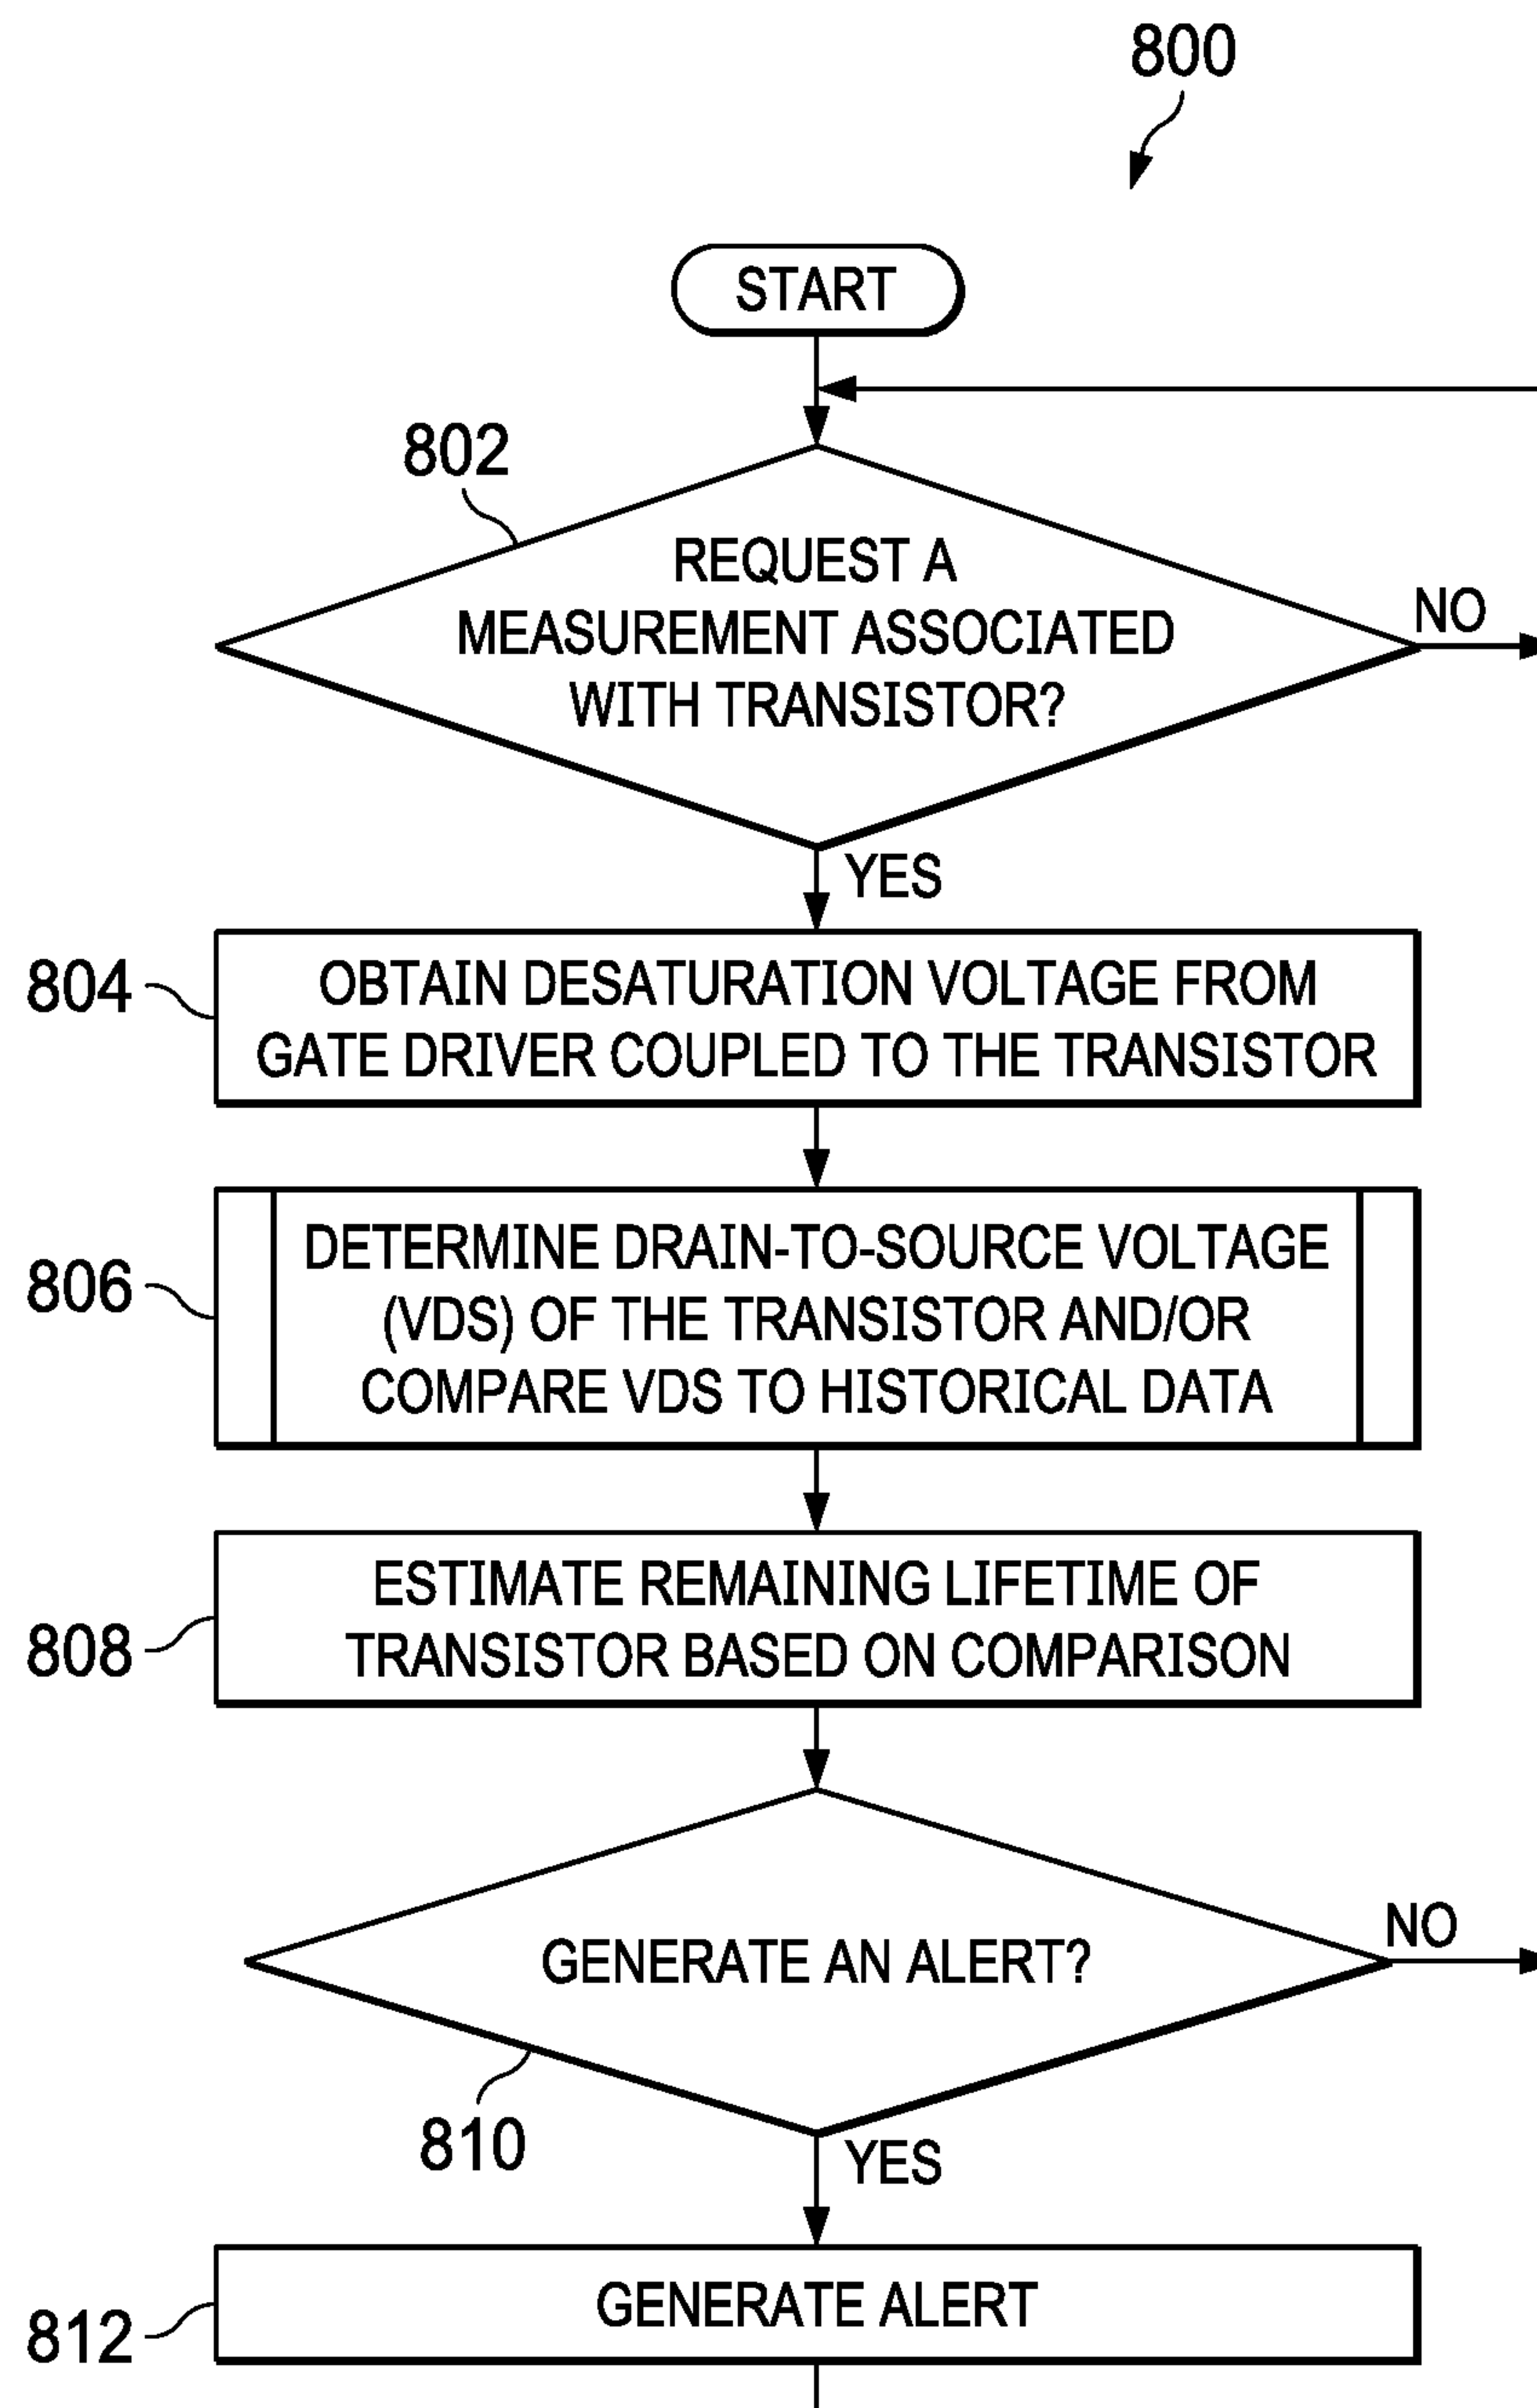 800
START
802
REQUEST A
MEASUREMENT ASSOCIATED
WITH TRANSISTOR?
NO
YES
804
OBTAIN DESATURATION VOLTAGE FROM
GATE DRIVER COUPLED TO THE TRANSISTOR
806
DETERMINE DRAIN-TO-SOURCE VOLTAGE
(VDS) OF THE TRANSISTOR AND/OR
COMPARE VDS TO HISTORICAL DATA
808
ESTIMATE REMAINING LIFETIME OF
TRANSISTOR BASED ON COMPARISON
GENERATE AN ALERT?
NO
810
YES
812
GENERATE ALERT